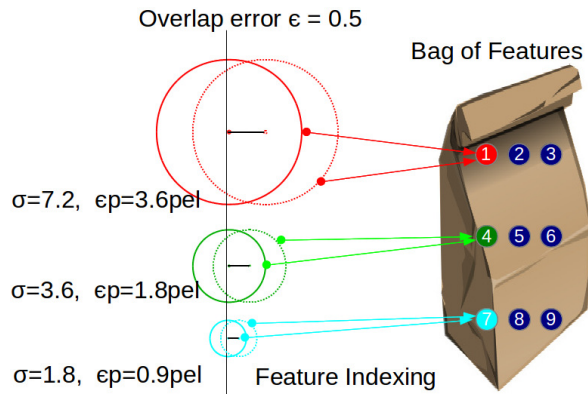 Overlap error ϵ = 0.5
Bag of Features
1 2 3
σ=7.2, ϵp=3.6pel
4 5 6
σ=3.6, ϵp=1.8pel
7 8 9
σ=1.8, ϵp=0.9pel
Feature Indexing